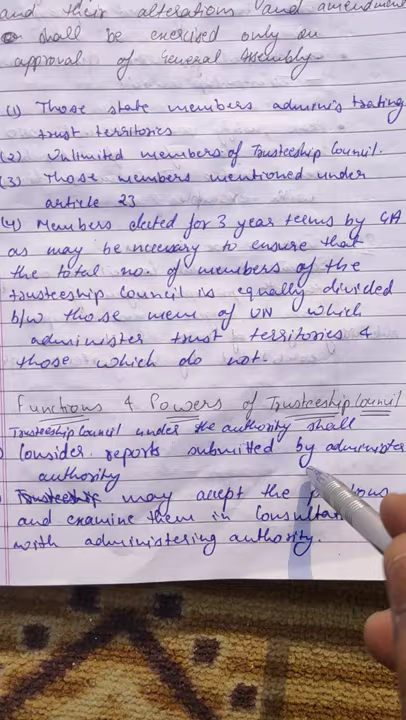 and their alterations and amendment
shall be exercised only on
approval of General Assembly.
(1) Those state members administrating
trust territories
(2) Unlimited members of Trusteeship Council.
(3) Those members mentioned under
article 23
(4) Members elected for 3 year terms by GA
as may be necessary to ensure that
the total no. of members of the
trusteeship Council is equally divided
b/w those mem of UN which
administer trust territories &
those which do not.
Functions & Powers of Trusteeship Council
Trusteeship Council under the authority shall
Consider reports submitted by administer
authority
may accept the
and examine them in Consultat
with administering authority.